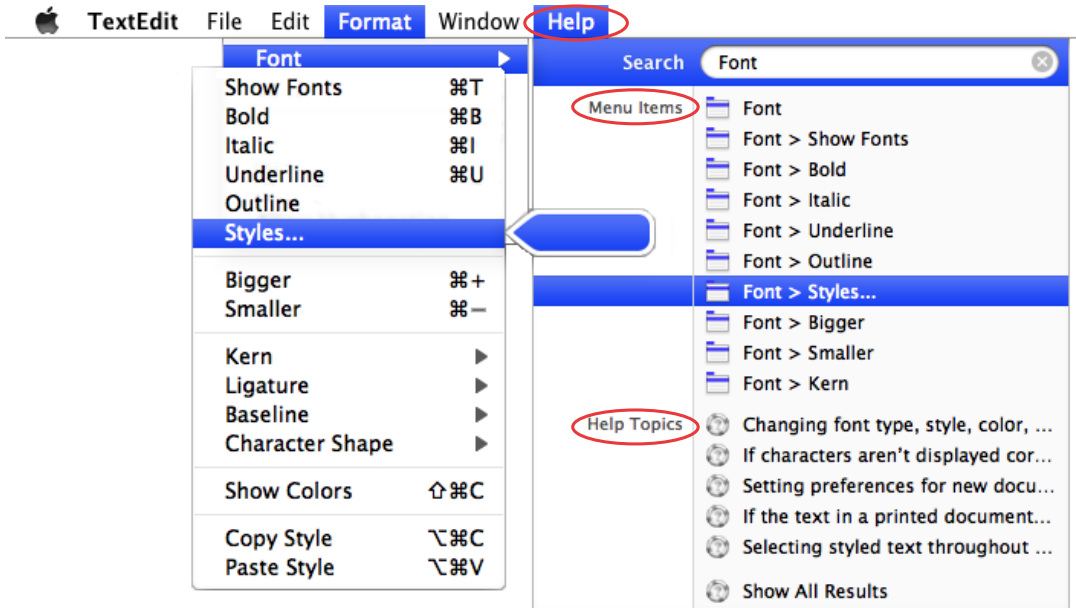 TextEdit File Edit Format Window Help
Font
Show Fonts ⌘T
Bold ⌘B
Italic ⌘I
Underline ⌘U
Outline
Styles...
Bigger ⌘+
Smaller ⌘−
Kern
Ligature
Baseline
Character Shape
Show Colors ⇧⌘C
Copy Style ⌥⌘C
Paste Style ⌥⌘V
Search Font
Menu Items Font
Font > Show Fonts
Font > Bold
Font > Italic
Font > Underline
Font > Outline
Font > Styles...
Font > Bigger
Font > Smaller
Font > Kern
Help Topics Changing font type, style, color, ...
If characters aren't displayed cor...
Setting preferences for new docu...
If the text in a printed document...
Selecting styled text throughout ...
Show All Results